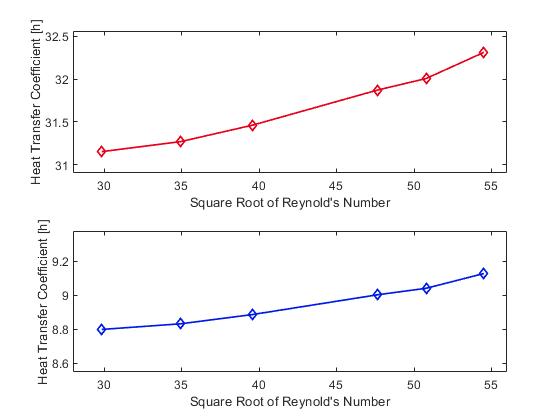 Heat Transfer Coefficient [h]
32.5
32
31.5
31
30 35 40 45 50 55
Square Root of Reynold's Number
Heat Transfer Coefficient [h]
9.2
9
8.8
8.6
30 35 40 45 50 55
Square Root of Reynold's Number